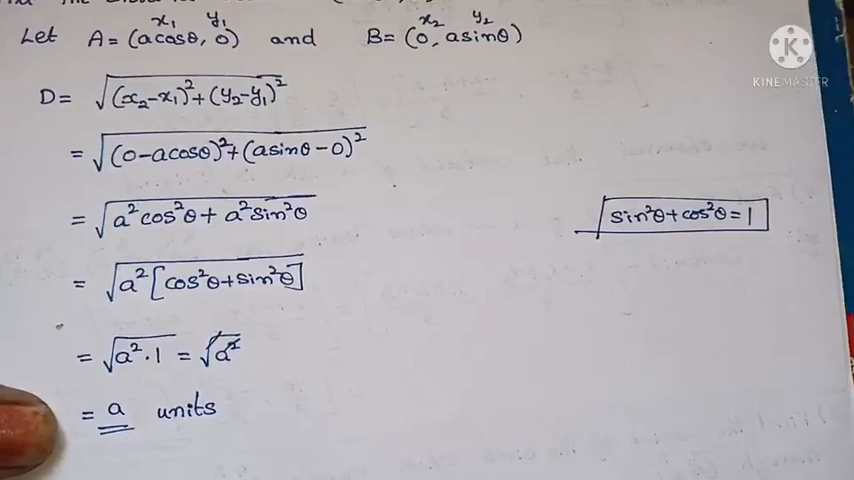 x₁ y₁ x₂ y₂
Let A = (acosθ, 0) and B = (0, asinθ)
D = √(x₂-x₁)²+(y₂-y₁)²
= √(0-acosθ)²+(asinθ-0)²
= √a²cos²θ + a²sin²θ
sin²θ+cos²θ=1
= √a²[cos²θ+sin²θ]
= √a².1 = √a²
= a units
KINEMASTER